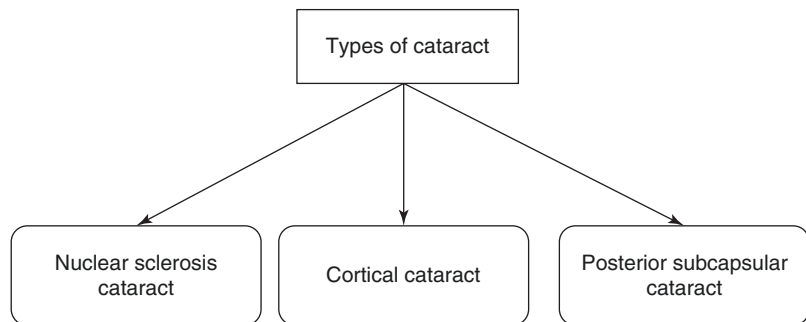 Types of cataract
Nuclear sclerosis
cataract
Cortical cataract
Posterior subcapsular
cataract